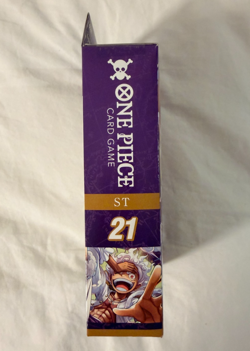 ONE PIECE
CARD GAME
ST
21